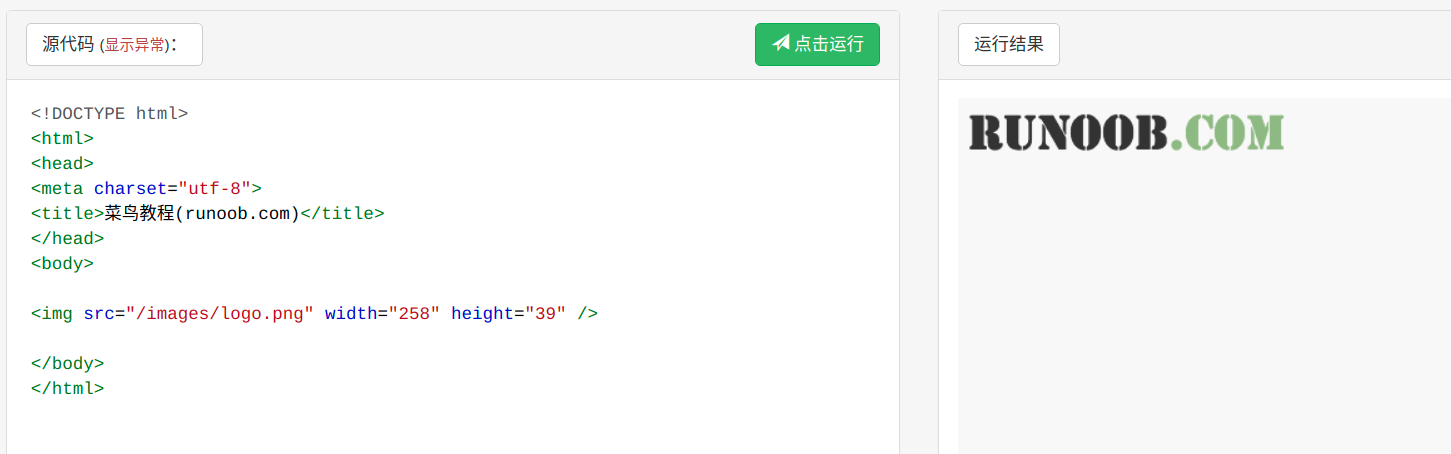 源代码 (显示异常)：
点击运行
<!DOCTYPE html>
<html>
<head>
<meta charset="utf-8">
<title>菜鸟教程(runoob.com)</title>
</head>
<body>
<img src="/images/logo.png" width="258" height="39" />
</body>
</html>
运行结果
RUNOOB.COM